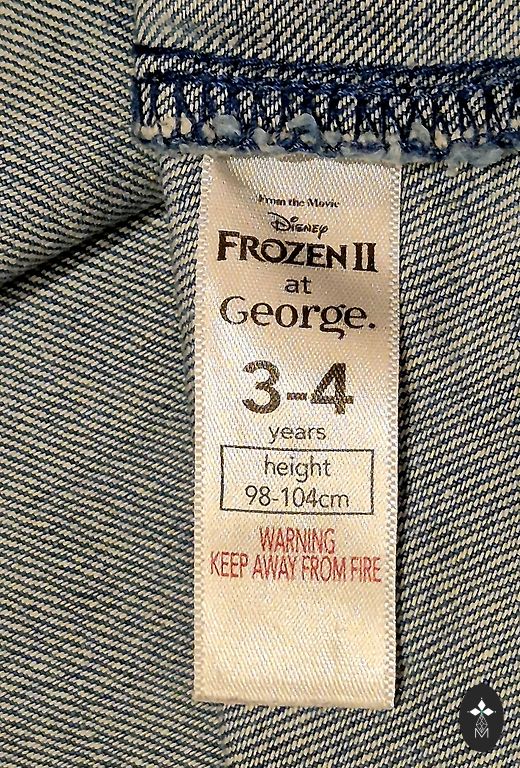 From the Movie
Disney
FROZEN II
at
George.
3-4
years
height
98-104cm
WARNING
KEEP AWAY FROM FIRE
M